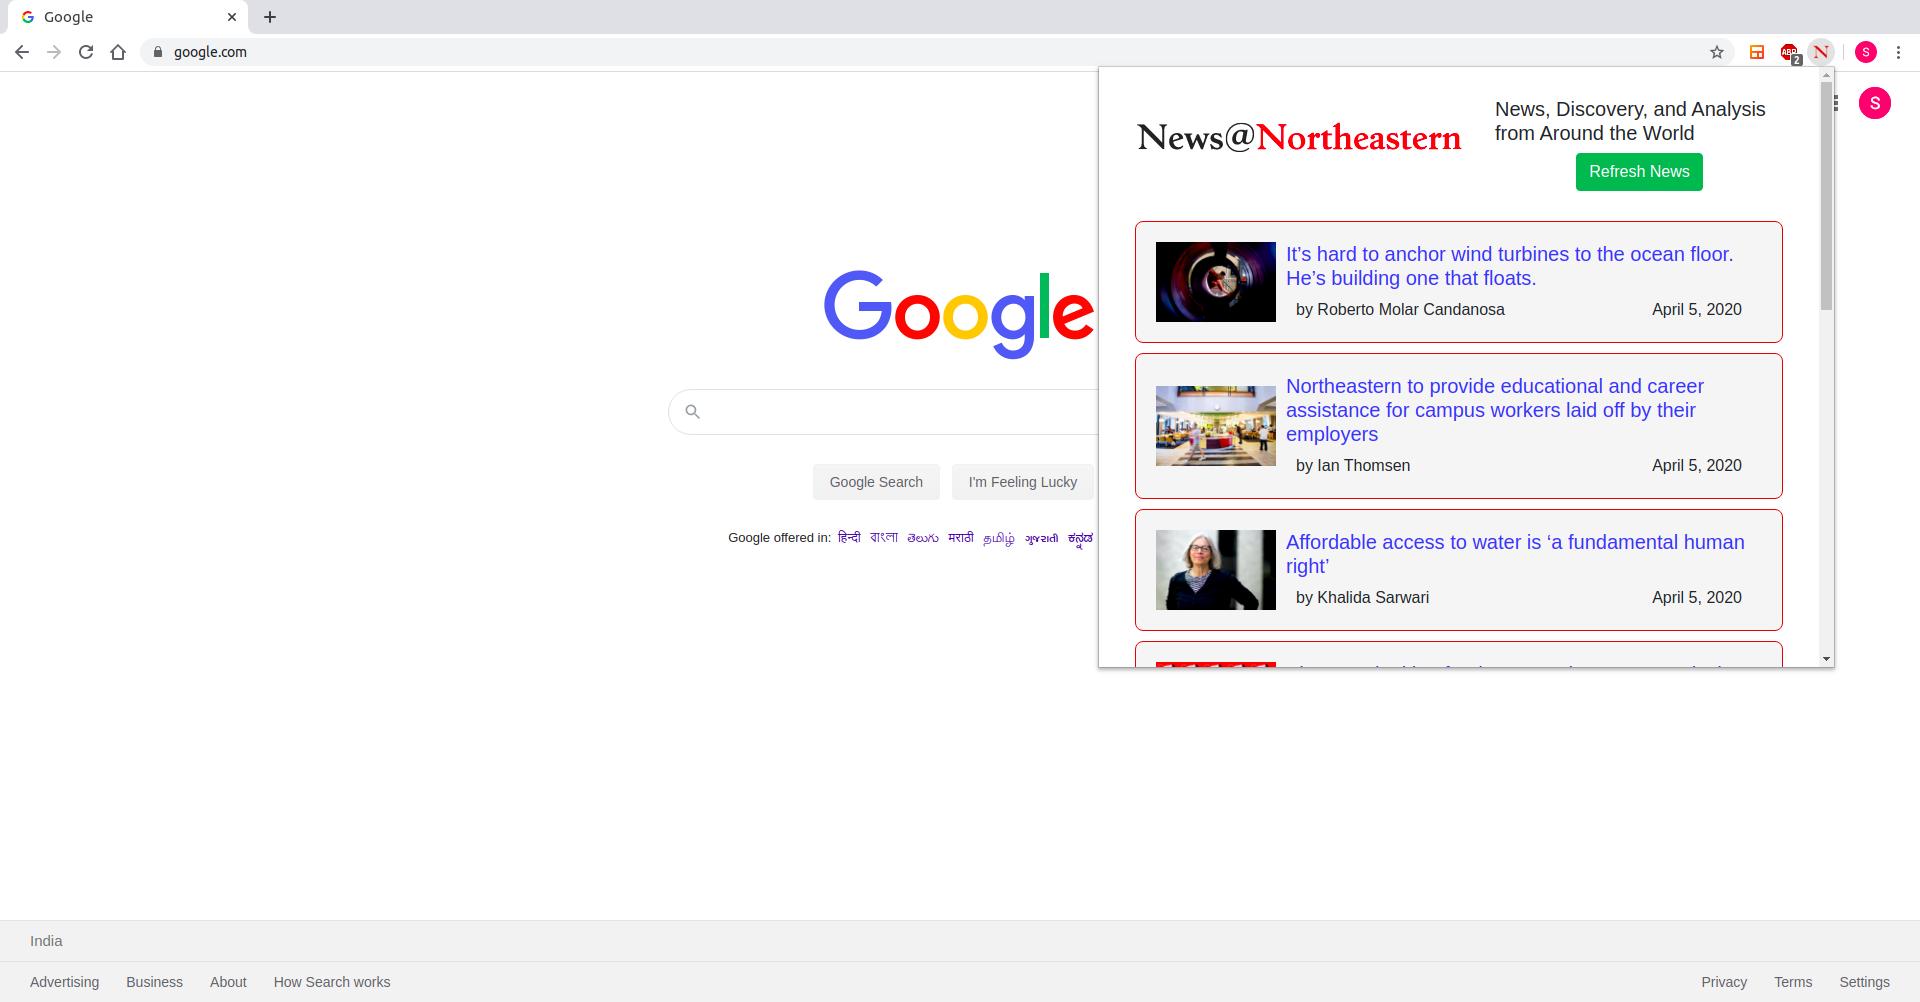 Google
google.com
ABP
2
N
S
News@Northeastern
News, Discovery, and Analysis
from Around the World
Refresh News
S
It’s hard to anchor wind turbines to the ocean floor.
He’s building one that floats.
by Roberto Molar Candanosa April 5, 2020
Google
Northeastern to provide educational and career
assistance for campus workers laid off by their
employers
by Ian Thomsen April 5, 2020
Google Search I'm Feeling Lucky
Google offered in: हिन्दी বাংলা తెలుగు मराठी தமிழ் ગુજરાતી ಕನ್ನಡ
Affordable access to water is ‘a fundamental human
right’
by Khalida Sarwari April 5, 2020
India
Advertising Business About How Search works Privacy Terms Settings